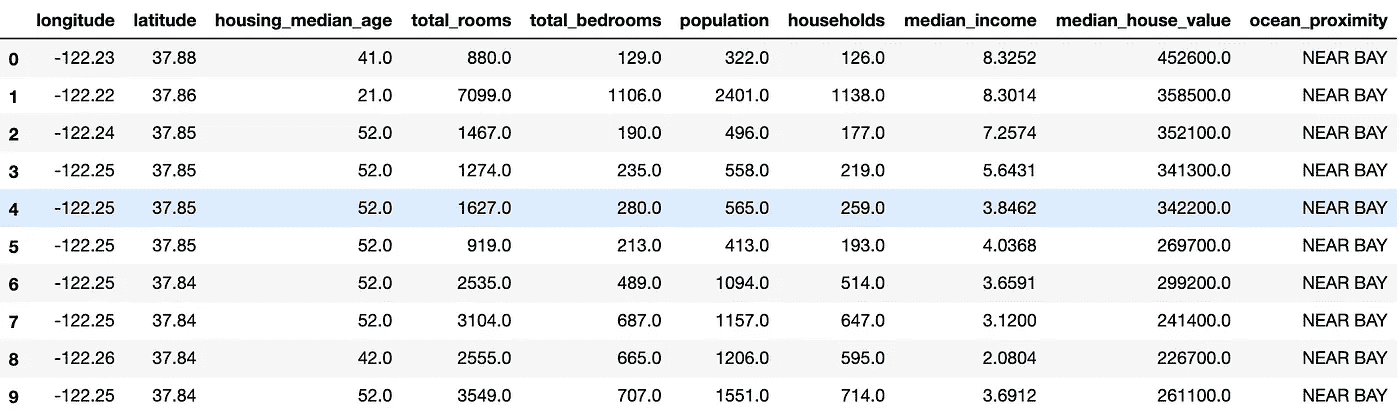 longitude latitude housing_median_age total_rooms total_bedrooms population households median_income median_house_value ocean_proximity
0 -122.23 37.88 41.0 880.0 129.0 322.0 126.0 8.3252 452600.0 NEAR BAY
1 -122.22 37.86 21.0 7099.0 1106.0 2401.0 1138.0 8.3014 358500.0 NEAR BAY
2 -122.24 37.85 52.0 1467.0 190.0 496.0 177.0 7.2574 352100.0 NEAR BAY
3 -122.25 37.85 52.0 1274.0 235.0 558.0 219.0 5.6431 341300.0 NEAR BAY
4 -122.25 37.85 52.0 1627.0 280.0 565.0 259.0 3.8462 342200.0 NEAR BAY
5 -122.25 37.85 52.0 919.0 213.0 413.0 193.0 4.0368 269700.0 NEAR BAY
6 -122.25 37.84 52.0 2535.0 489.0 1094.0 514.0 3.6591 299200.0 NEAR BAY
7 -122.25 37.84 52.0 3104.0 687.0 1157.0 647.0 3.1200 241400.0 NEAR BAY
8 -122.26 37.84 42.0 2555.0 665.0 1206.0 595.0 2.0804 226700.0 NEAR BAY
9 -122.25 37.84 52.0 3549.0 707.0 1551.0 714.0 3.6912 261100.0 NEAR BAY